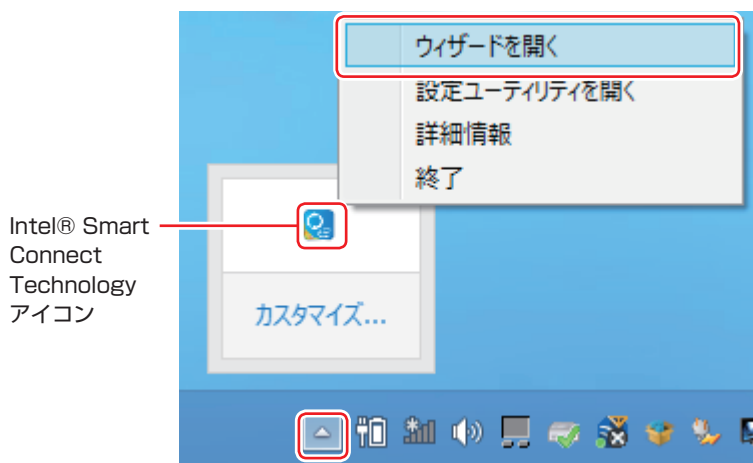 ウィザードを開く
設定ユーティリティを開く
詳細情報
終了
Intel® Smart
Connect
Technology
アイコン
カスタマイズ...